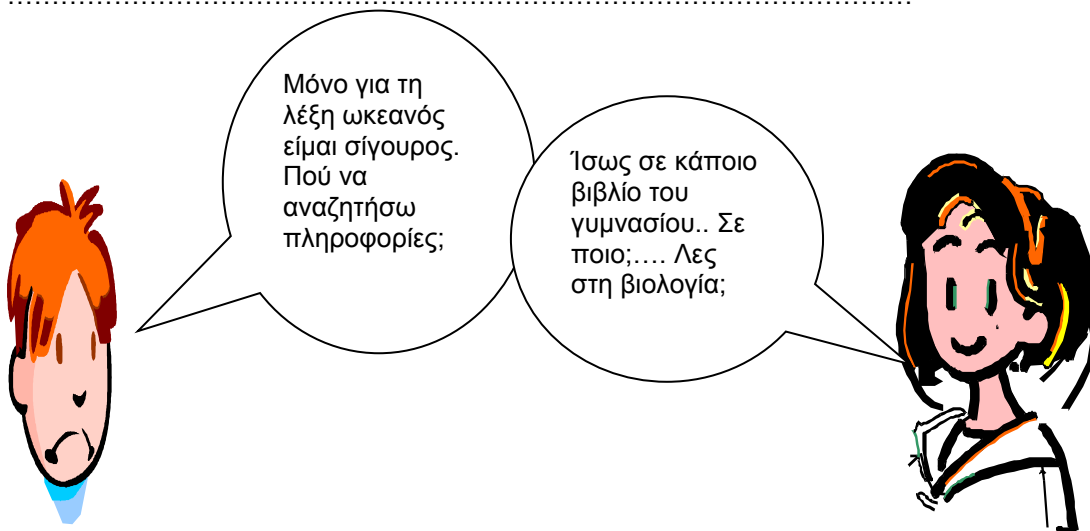 ................................................................................................................
Μόνο για τη
λέξη ωκεανός
είμαι σίγουρος.
Πού να
αναζητήσω
πληροφορίες;
Ίσως σε κάποιο
βιβλίο του
γυμνασίου.. Σε
ποιο;.... Λες
στη βιολογία;